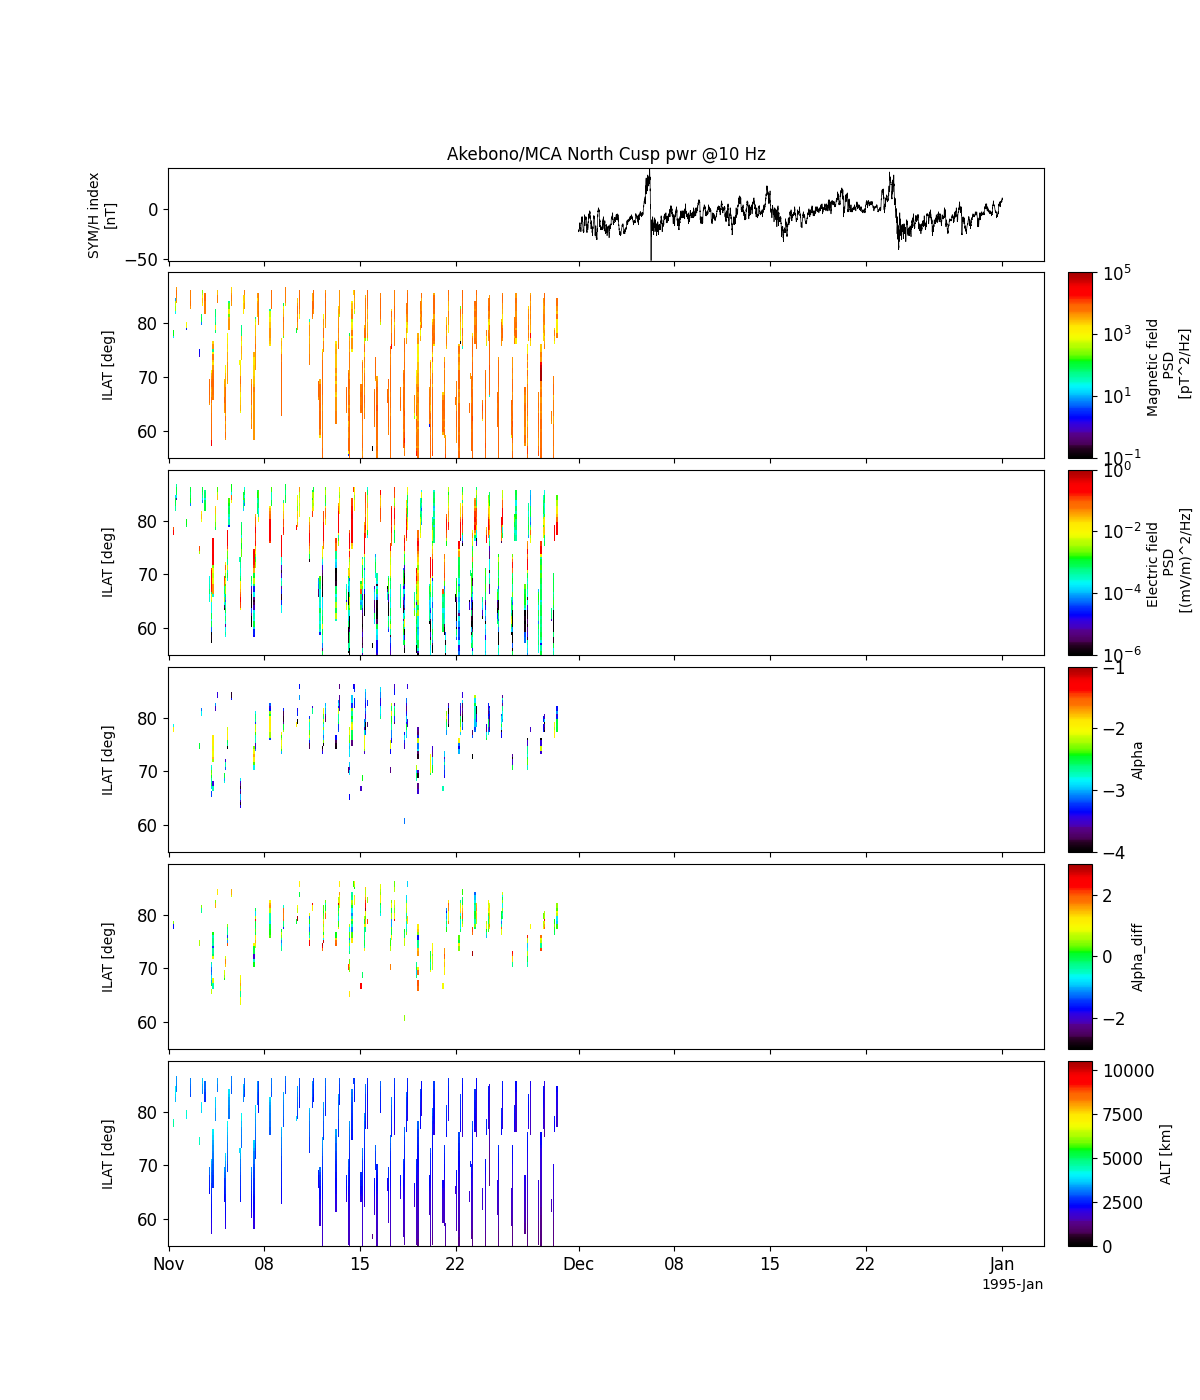 Akebono/MCA North Cusp pwr @10 Hz
SYM/H index
[nT]
0
−50
ILAT [deg]
80
70
60
10^5
10^3
10^1
10^−1
Magnetic field
PSD
[pT^2/Hz]
ILAT [deg]
80
70
60
10^0
10^−2
10^−4
10^−6
Electric field
PSD
[(mV/m)^2/Hz]
ILAT [deg]
80
70
60
−1
−2
−3
−4
Alpha
ILAT [deg]
80
70
60
2
0
−2
Alpha_diff
ILAT [deg]
80
70
60
10000
7500
5000
2500
0
ALT [km]
Nov 08 15 22 Dec 08 15 22 Jan
1995-Jan